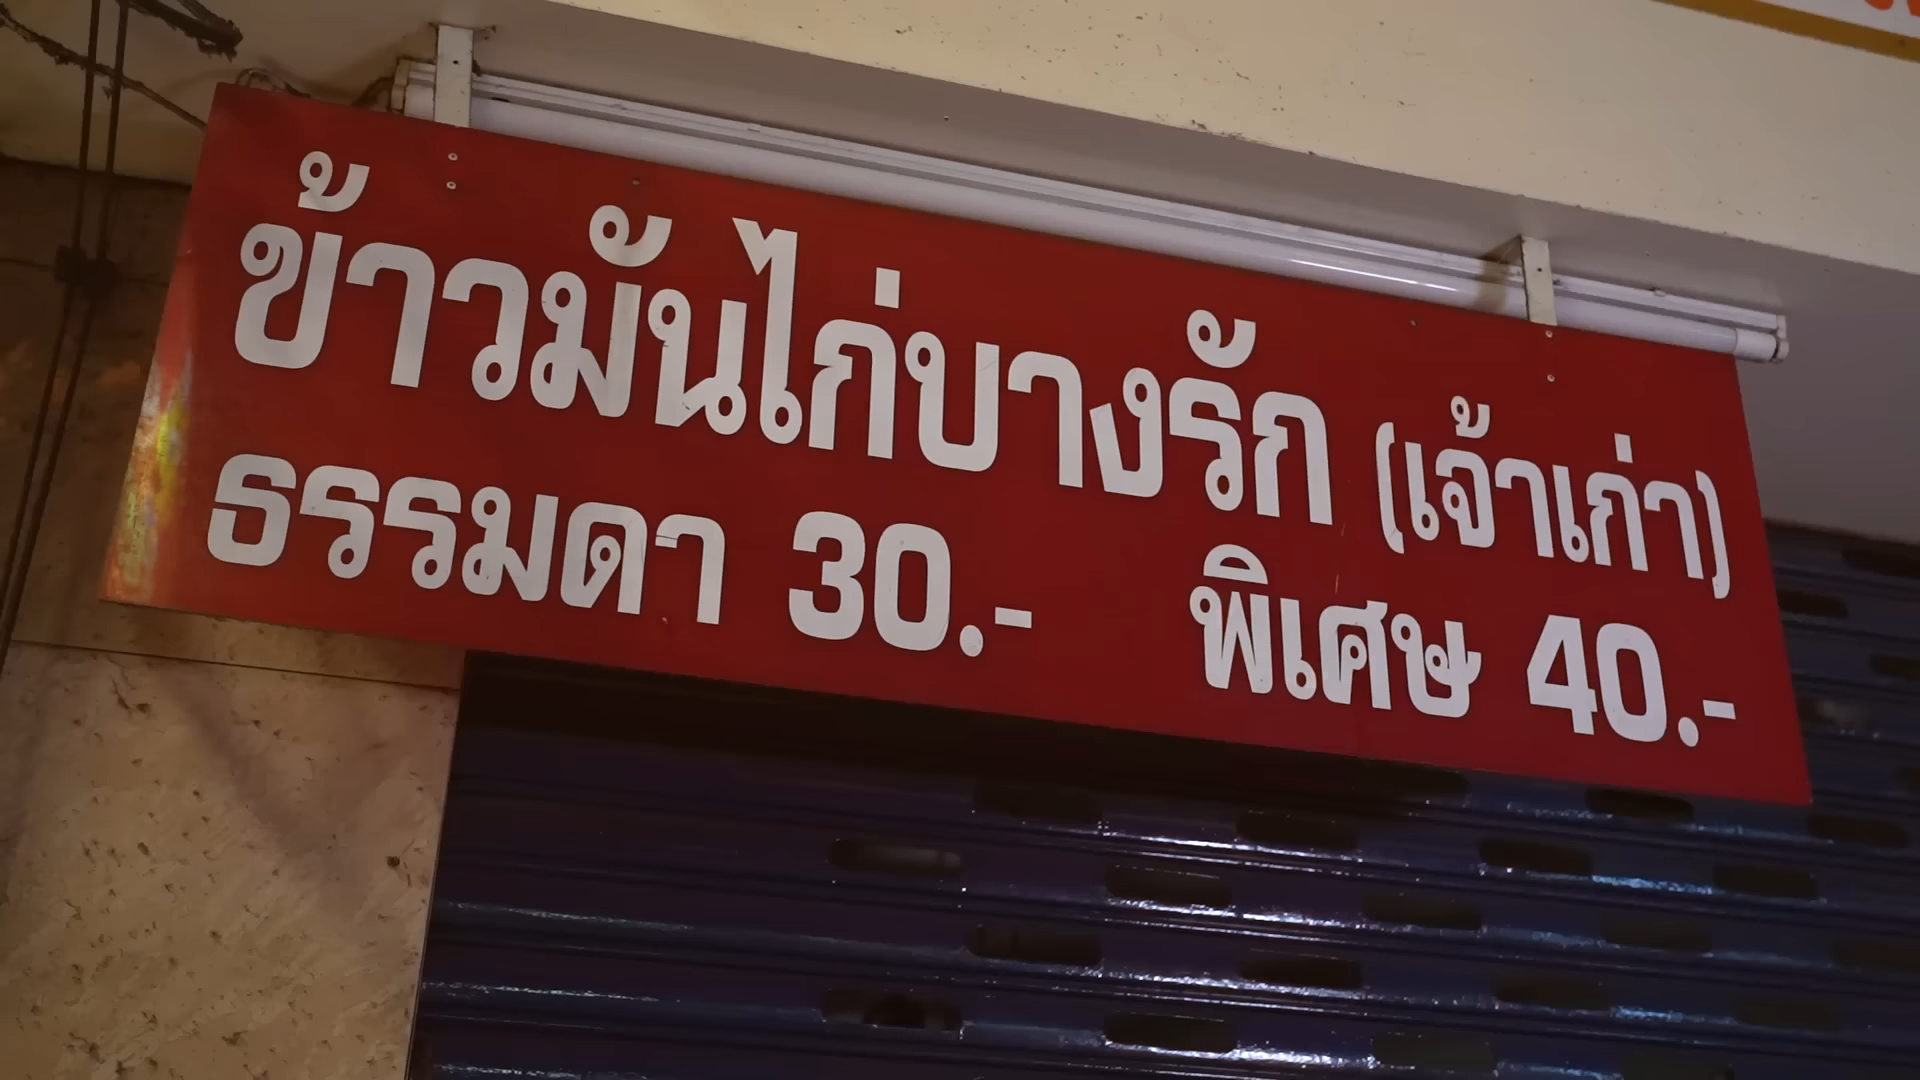 ข้าวมันไก่บางรัก (เจ้าเก่า)
ธรรมดา 30.- พิเศษ 40.-